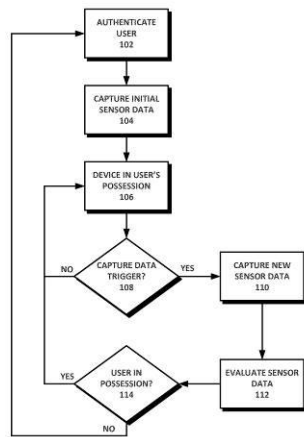 AUTHENTICATE
USER
102
CAPTURE INITIAL
SENSOR DATA
104
DEVICE IN USER'S
POSSESSION
106
CAPTURE DATA
TRIGGER?
108
NO
YES
CAPTURE NEW
SENSOR DATA
110
EVALUATE SENSOR
DATA
112
USER IN
POSSESSION?
114
YES
NO